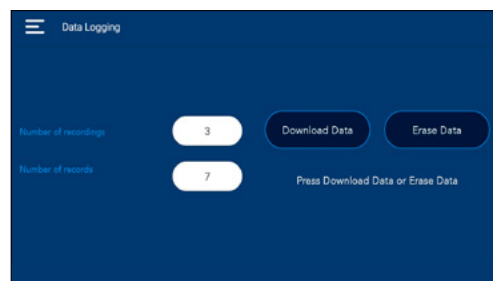 Data Logging
Number of recordings 3 Download Data Erase Data
Number of records 7 Press Download Data or Erase Data